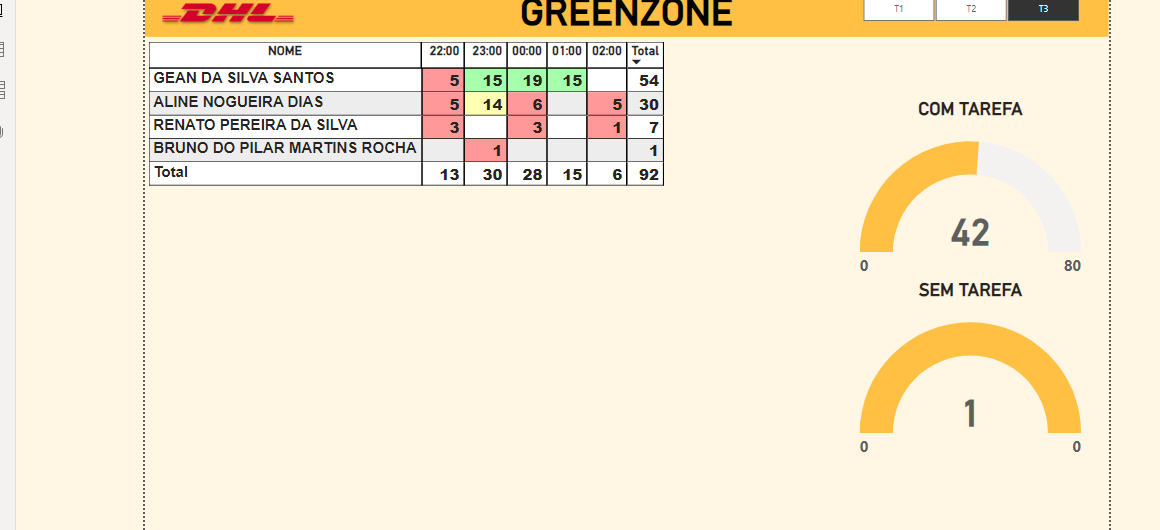 DHL
GREENZONE
T1 T2 T3
NOME 22:00 23:00 00:00 01:00 02:00 Total
GEAN DA SILVA SANTOS 5 15 19 15 54
ALINE NOGUEIRA DIAS 5 14 6 5 30
RENATO PEREIRA DA SILVA 3 3 1 7
BRUNO DO PILAR MARTINS ROCHA 1 1
Total 13 30 28 15 6 92
COM TAREFA
42
0 80
SEM TAREFA
1
0 0